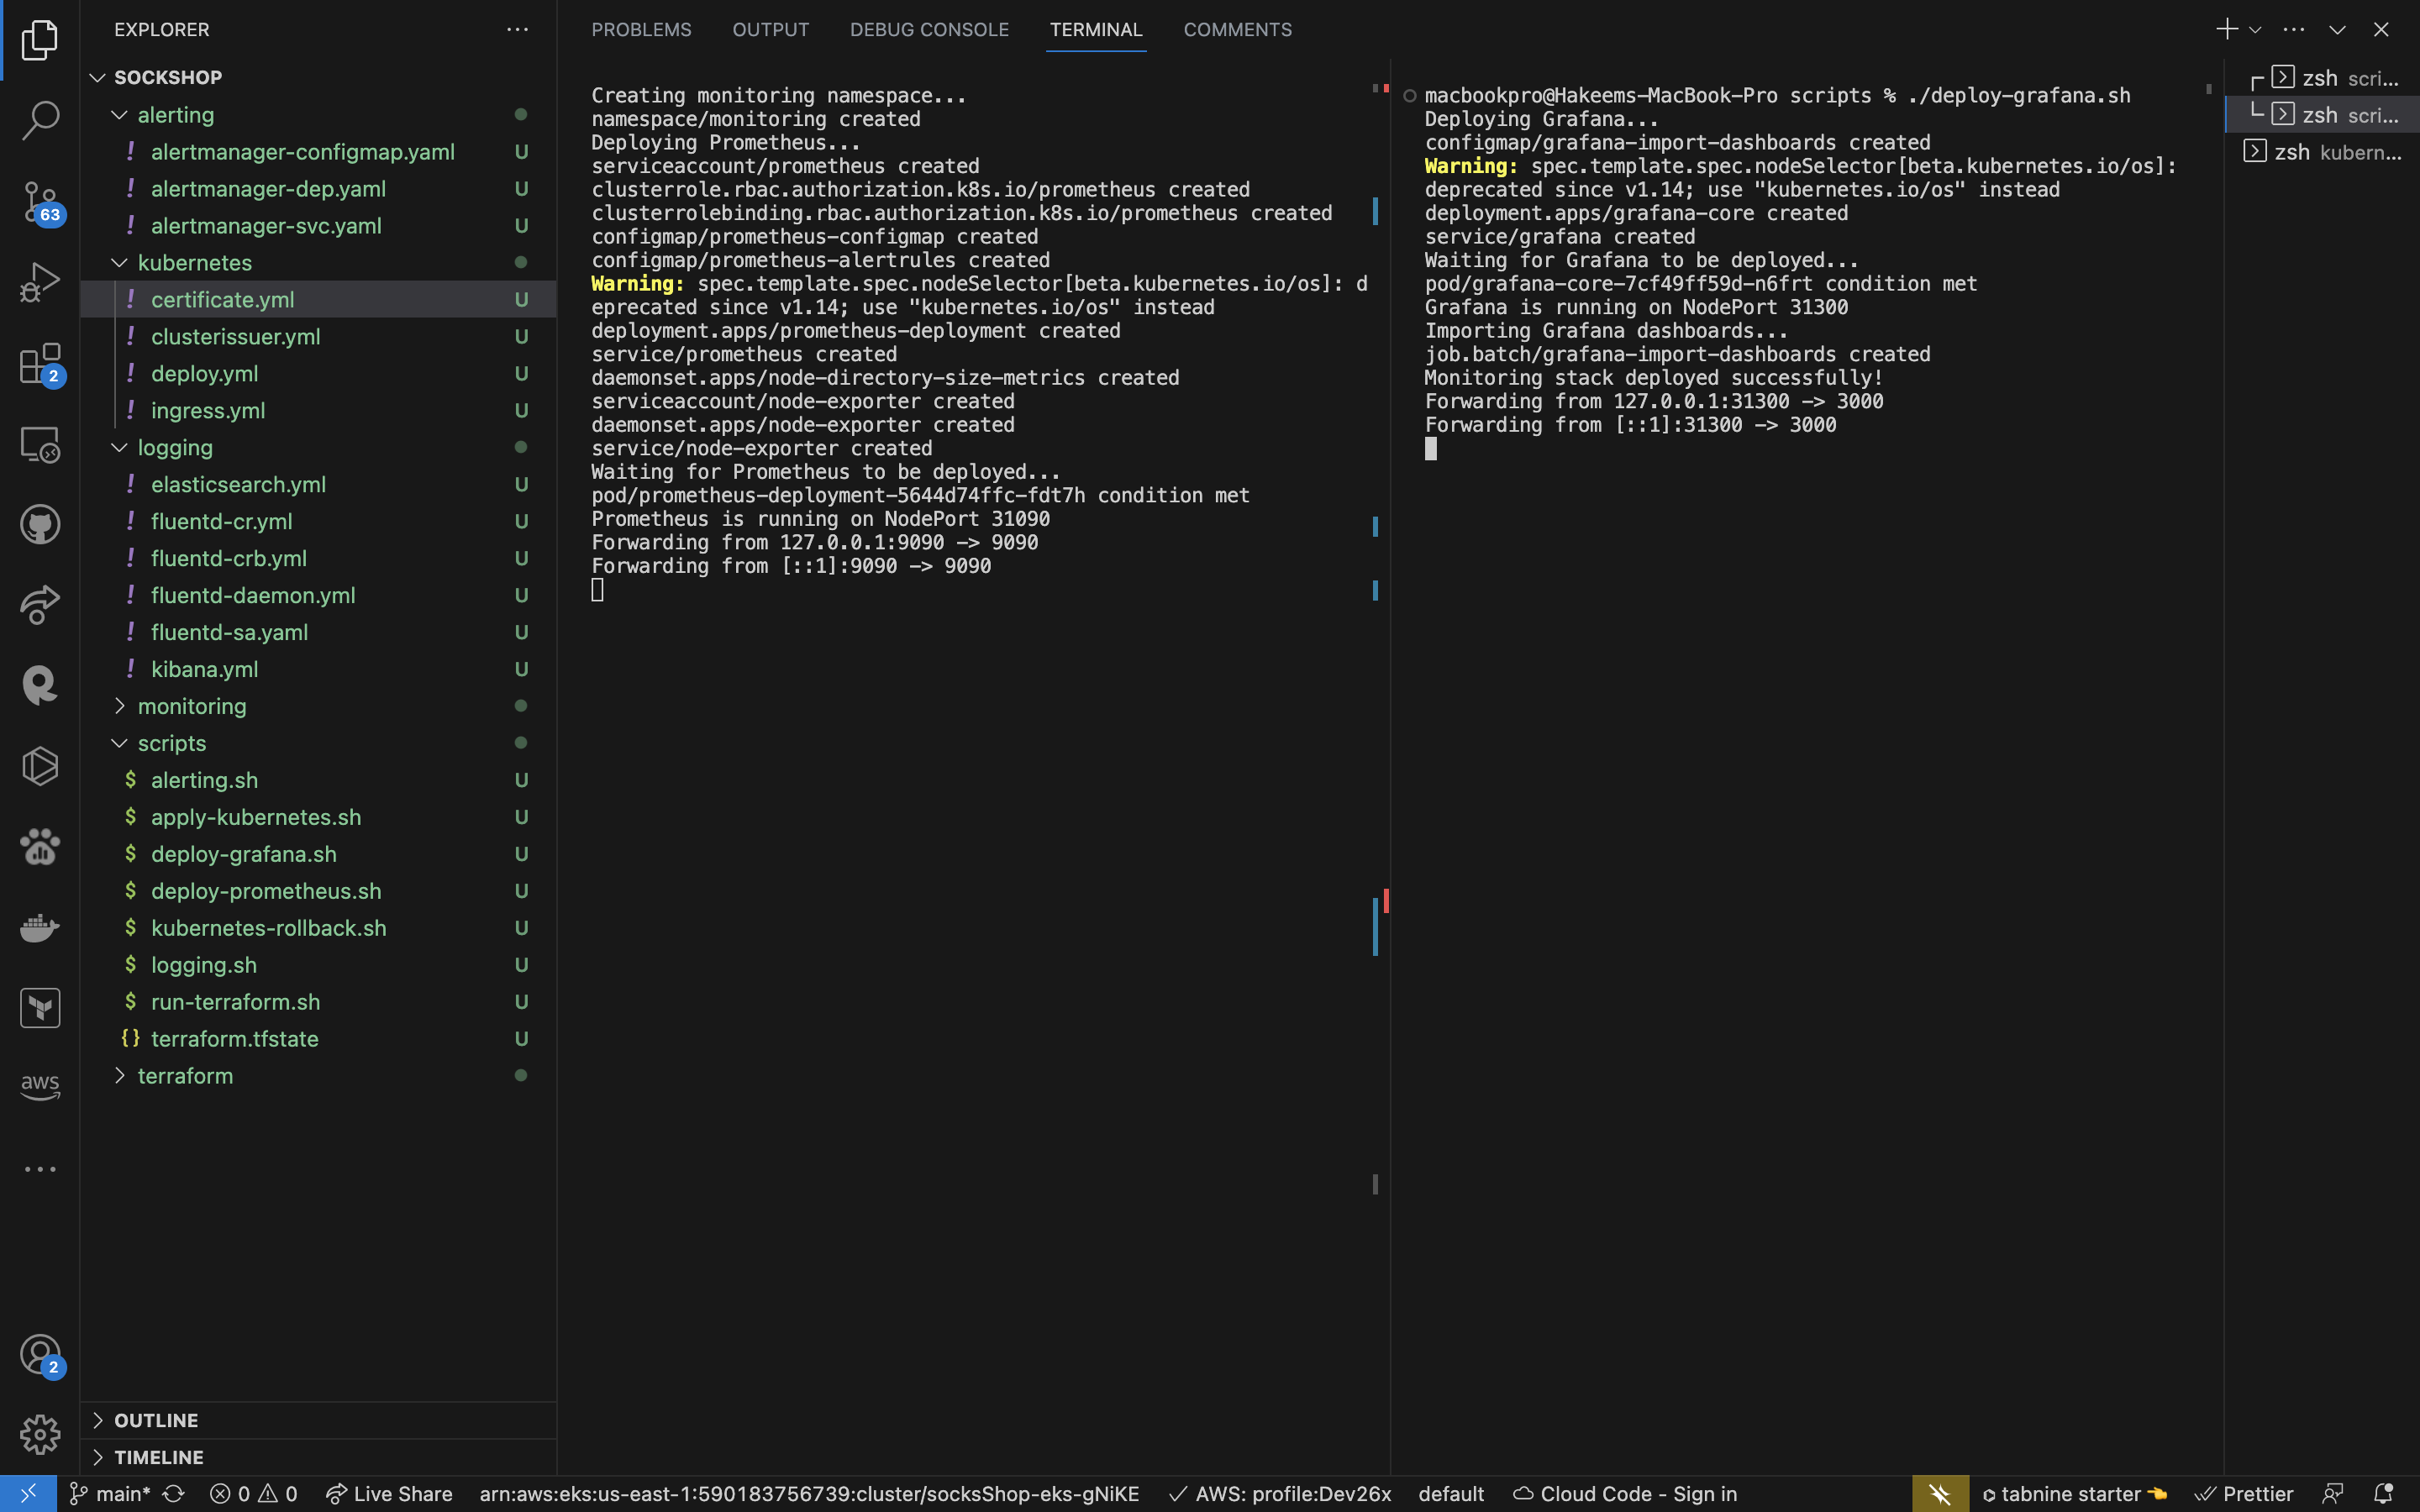 EXPLORER
SOCKSHOP
alerting
! alertmanager-configmap.yaml U
! alertmanager-dep.yaml U
! alertmanager-svc.yaml U
kubernetes
! certificate.yml U
! clusterissuer.yml U
! deploy.yml U
! ingress.yml U
logging
! elasticsearch.yml U
! fluentd-cr.yml U
! fluentd-crb.yml U
! fluentd-daemon.yml U
! fluentd-sa.yaml U
! kibana.yml U
monitoring
scripts
$ alerting.sh U
$ apply-kubernetes.sh U
$ deploy-grafana.sh U
$ deploy-prometheus.sh U
$ kubernetes-rollback.sh U
$ logging.sh U
$ run-terraform.sh U
{} terraform.tfstate U
terraform
OUTLINE
TIMELINE
63
2
aws
2
PROBLEMS OUTPUT DEBUG CONSOLE TERMINAL COMMENTS
Creating monitoring namespace...
namespace/monitoring created
Deploying Prometheus...
serviceaccount/prometheus created
clusterrole.rbac.authorization.k8s.io/prometheus created
clusterrolebinding.rbac.authorization.k8s.io/prometheus created
configmap/prometheus-configmap created
configmap/prometheus-alertrules created
Warning: spec.template.spec.nodeSelector[beta.kubernetes.io/os]: d
eprecated since v1.14; use "kubernetes.io/os" instead
deployment.apps/prometheus-deployment created
service/prometheus created
daemonset.apps/node-directory-size-metrics created
serviceaccount/node-exporter created
daemonset.apps/node-exporter created
service/node-exporter created
Waiting for Prometheus to be deployed...
pod/prometheus-deployment-5644d74ffc-fdt7h condition met
Prometheus is running on NodePort 31090
Forwarding from 127.0.0.1:9090 -> 9090
Forwarding from [::1]:9090 -> 9090
macbookpro@Hakeems-MacBook-Pro scripts % ./deploy-grafana.sh
Deploying Grafana...
configmap/grafana-import-dashboards created
Warning: spec.template.spec.nodeSelector[beta.kubernetes.io/os]:
deprecated since v1.14; use "kubernetes.io/os" instead
deployment.apps/grafana-core created
service/grafana created
Waiting for Grafana to be deployed...
pod/grafana-core-7cf49ff59d-n6frt condition met
Grafana is running on NodePort 31300
Importing Grafana dashboards...
job.batch/grafana-import-dashboards created
Monitoring stack deployed successfully!
Forwarding from 127.0.0.1:31300 -> 3000
Forwarding from [::1]:31300 -> 3000
zsh scri...
zsh scri...
zsh kubern...
main* 0 0 Live Share arn:aws:eks:us-east-1:590183756739:cluster/socksShop-eks-gNiKE AWS: profile:Dev26x default Cloud Code - Sign in tabnine starter Prettier